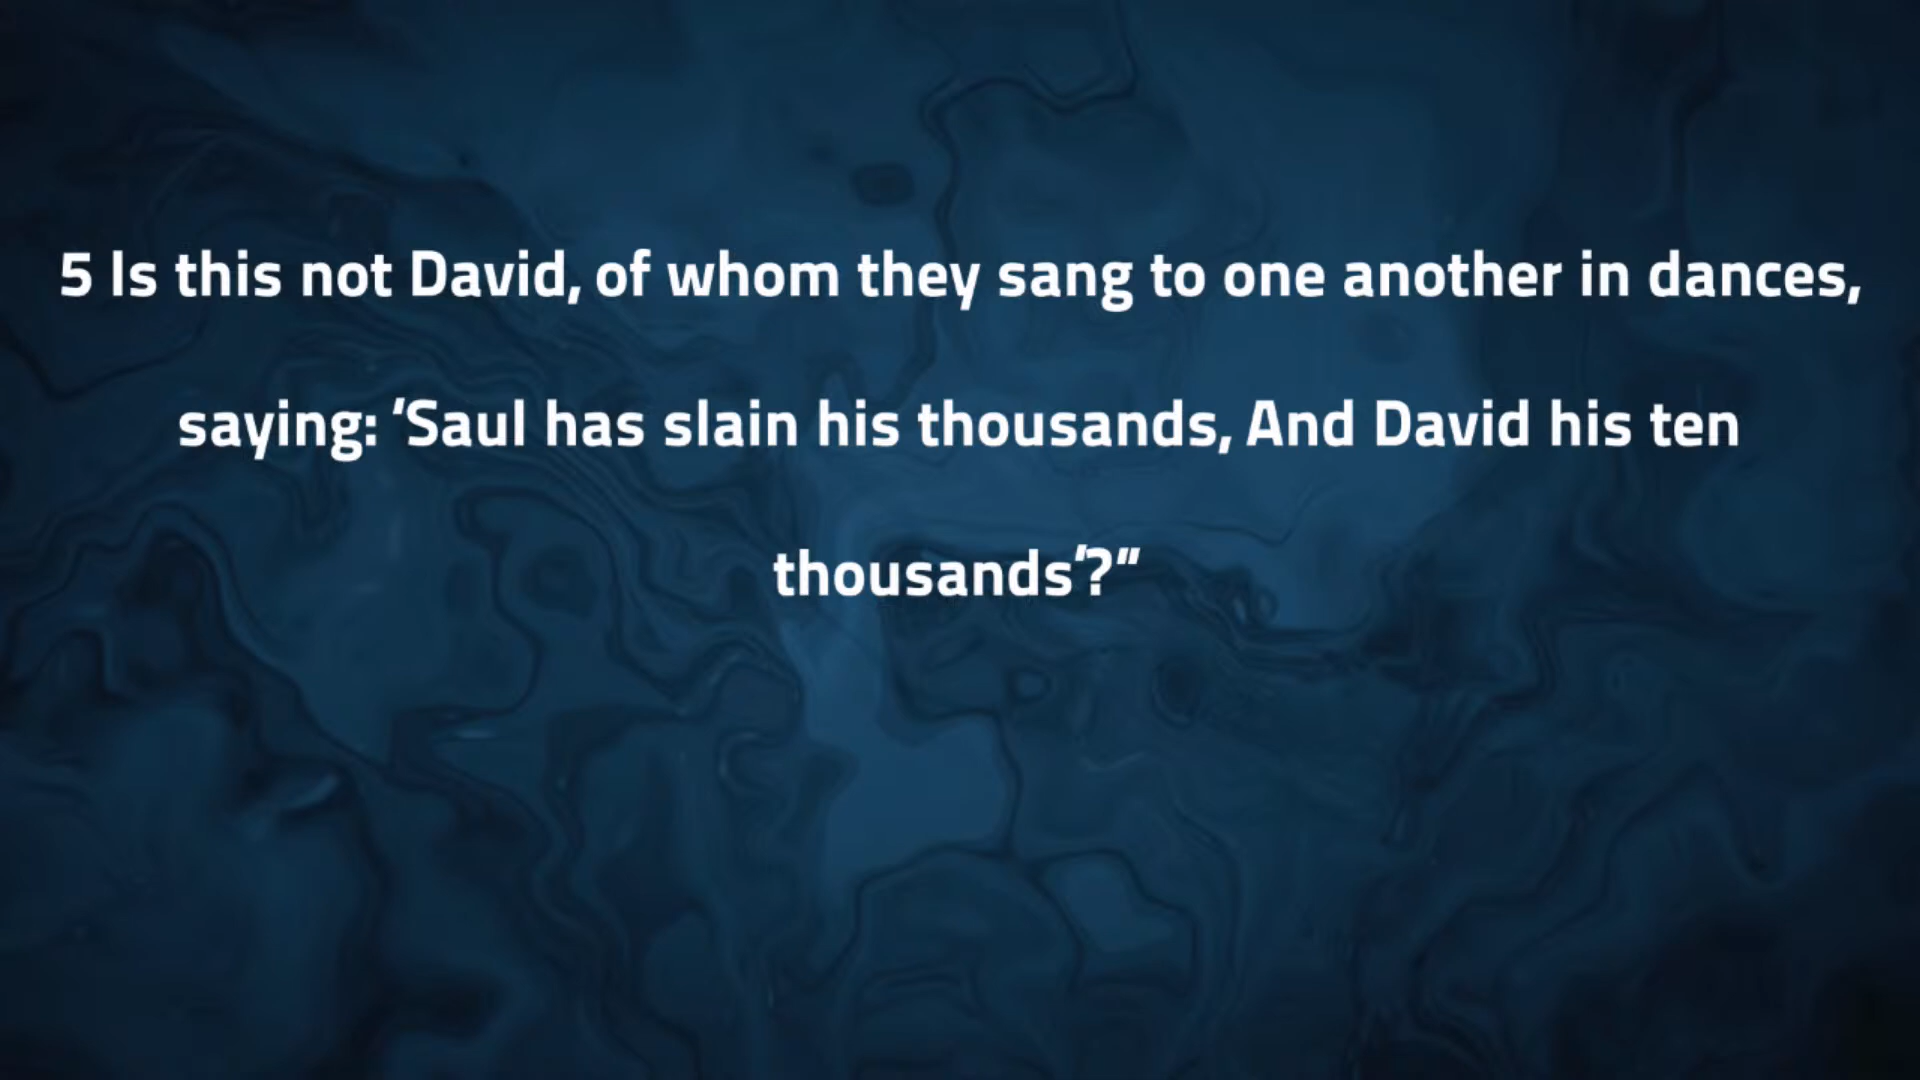 5 Is this not David, of whom they sang to one another in dances,
saying: ‘Saul has slain his thousands, And David his ten
thousands’?”